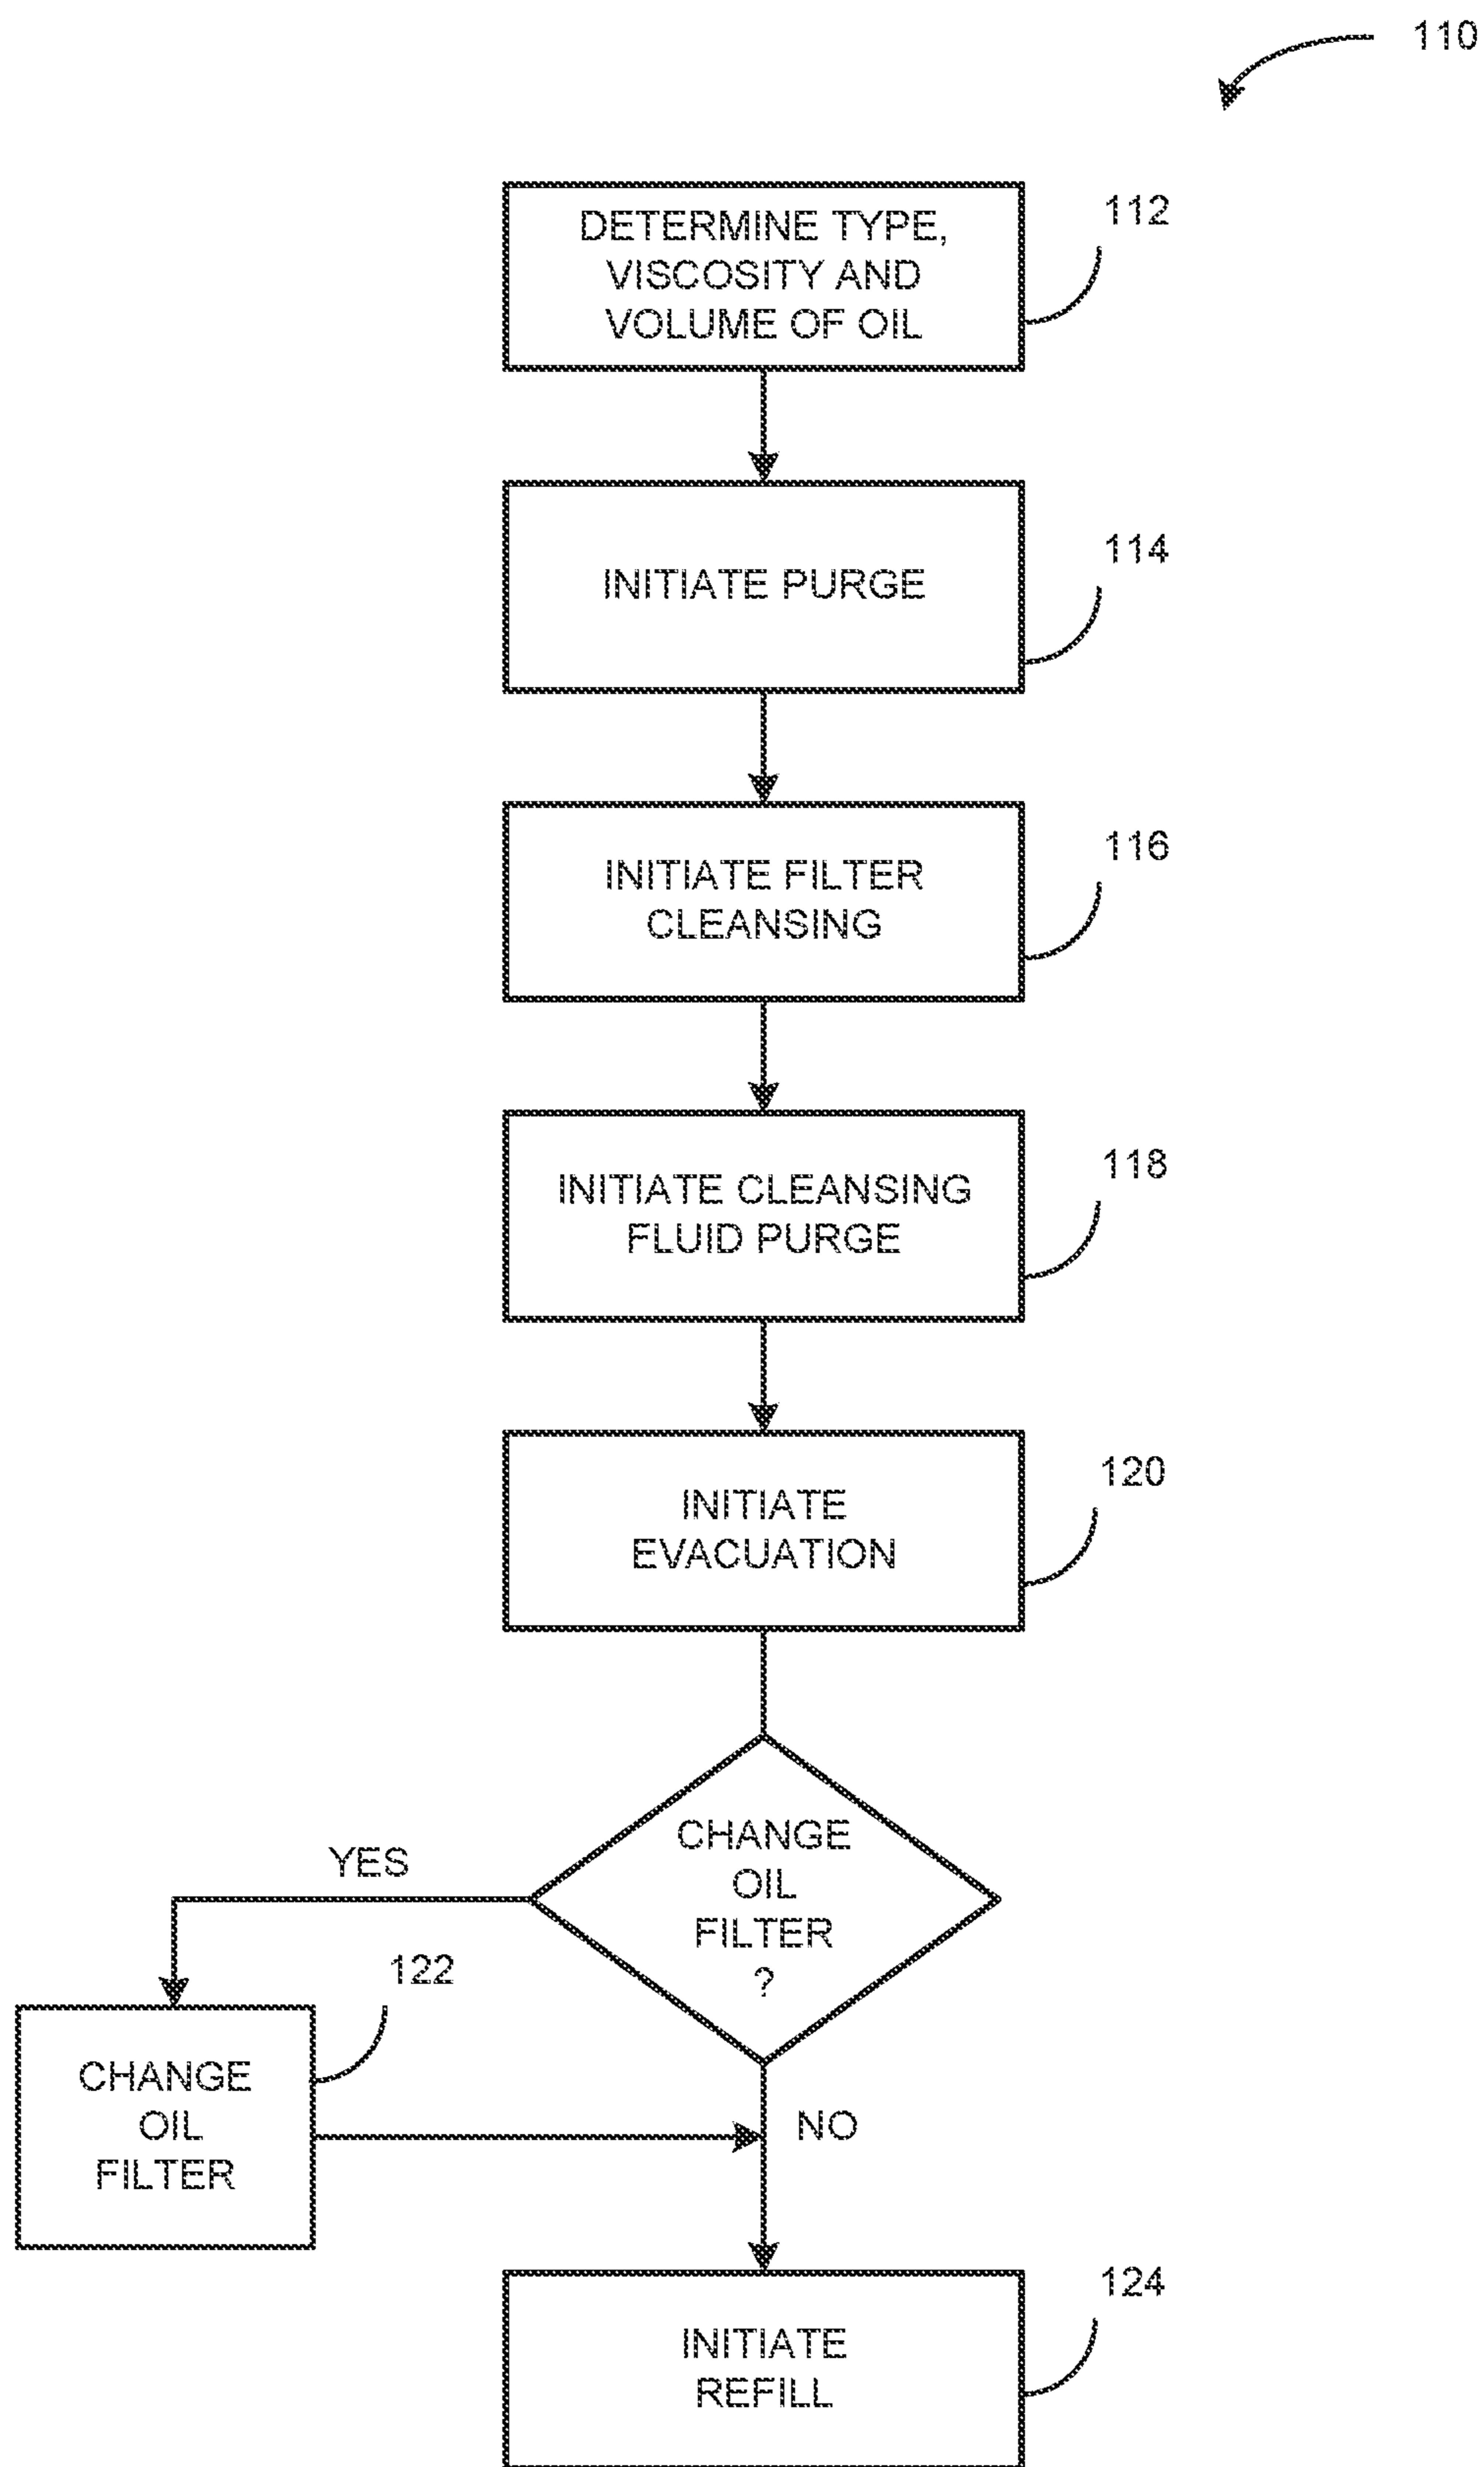 110
DETERMINE TYPE,
VISCOSITY AND
VOLUME OF OIL
112
INITIATE PURGE
114
INITIATE FILTER
CLEANSING
116
INITIATE CLEANSING
FLUID PURGE
118
INITIATE
EVACUATION
120
CHANGE
OIL
FILTER
?
YES
122
CHANGE
OIL
FILTER
NO
INITIATE
REFILL
124